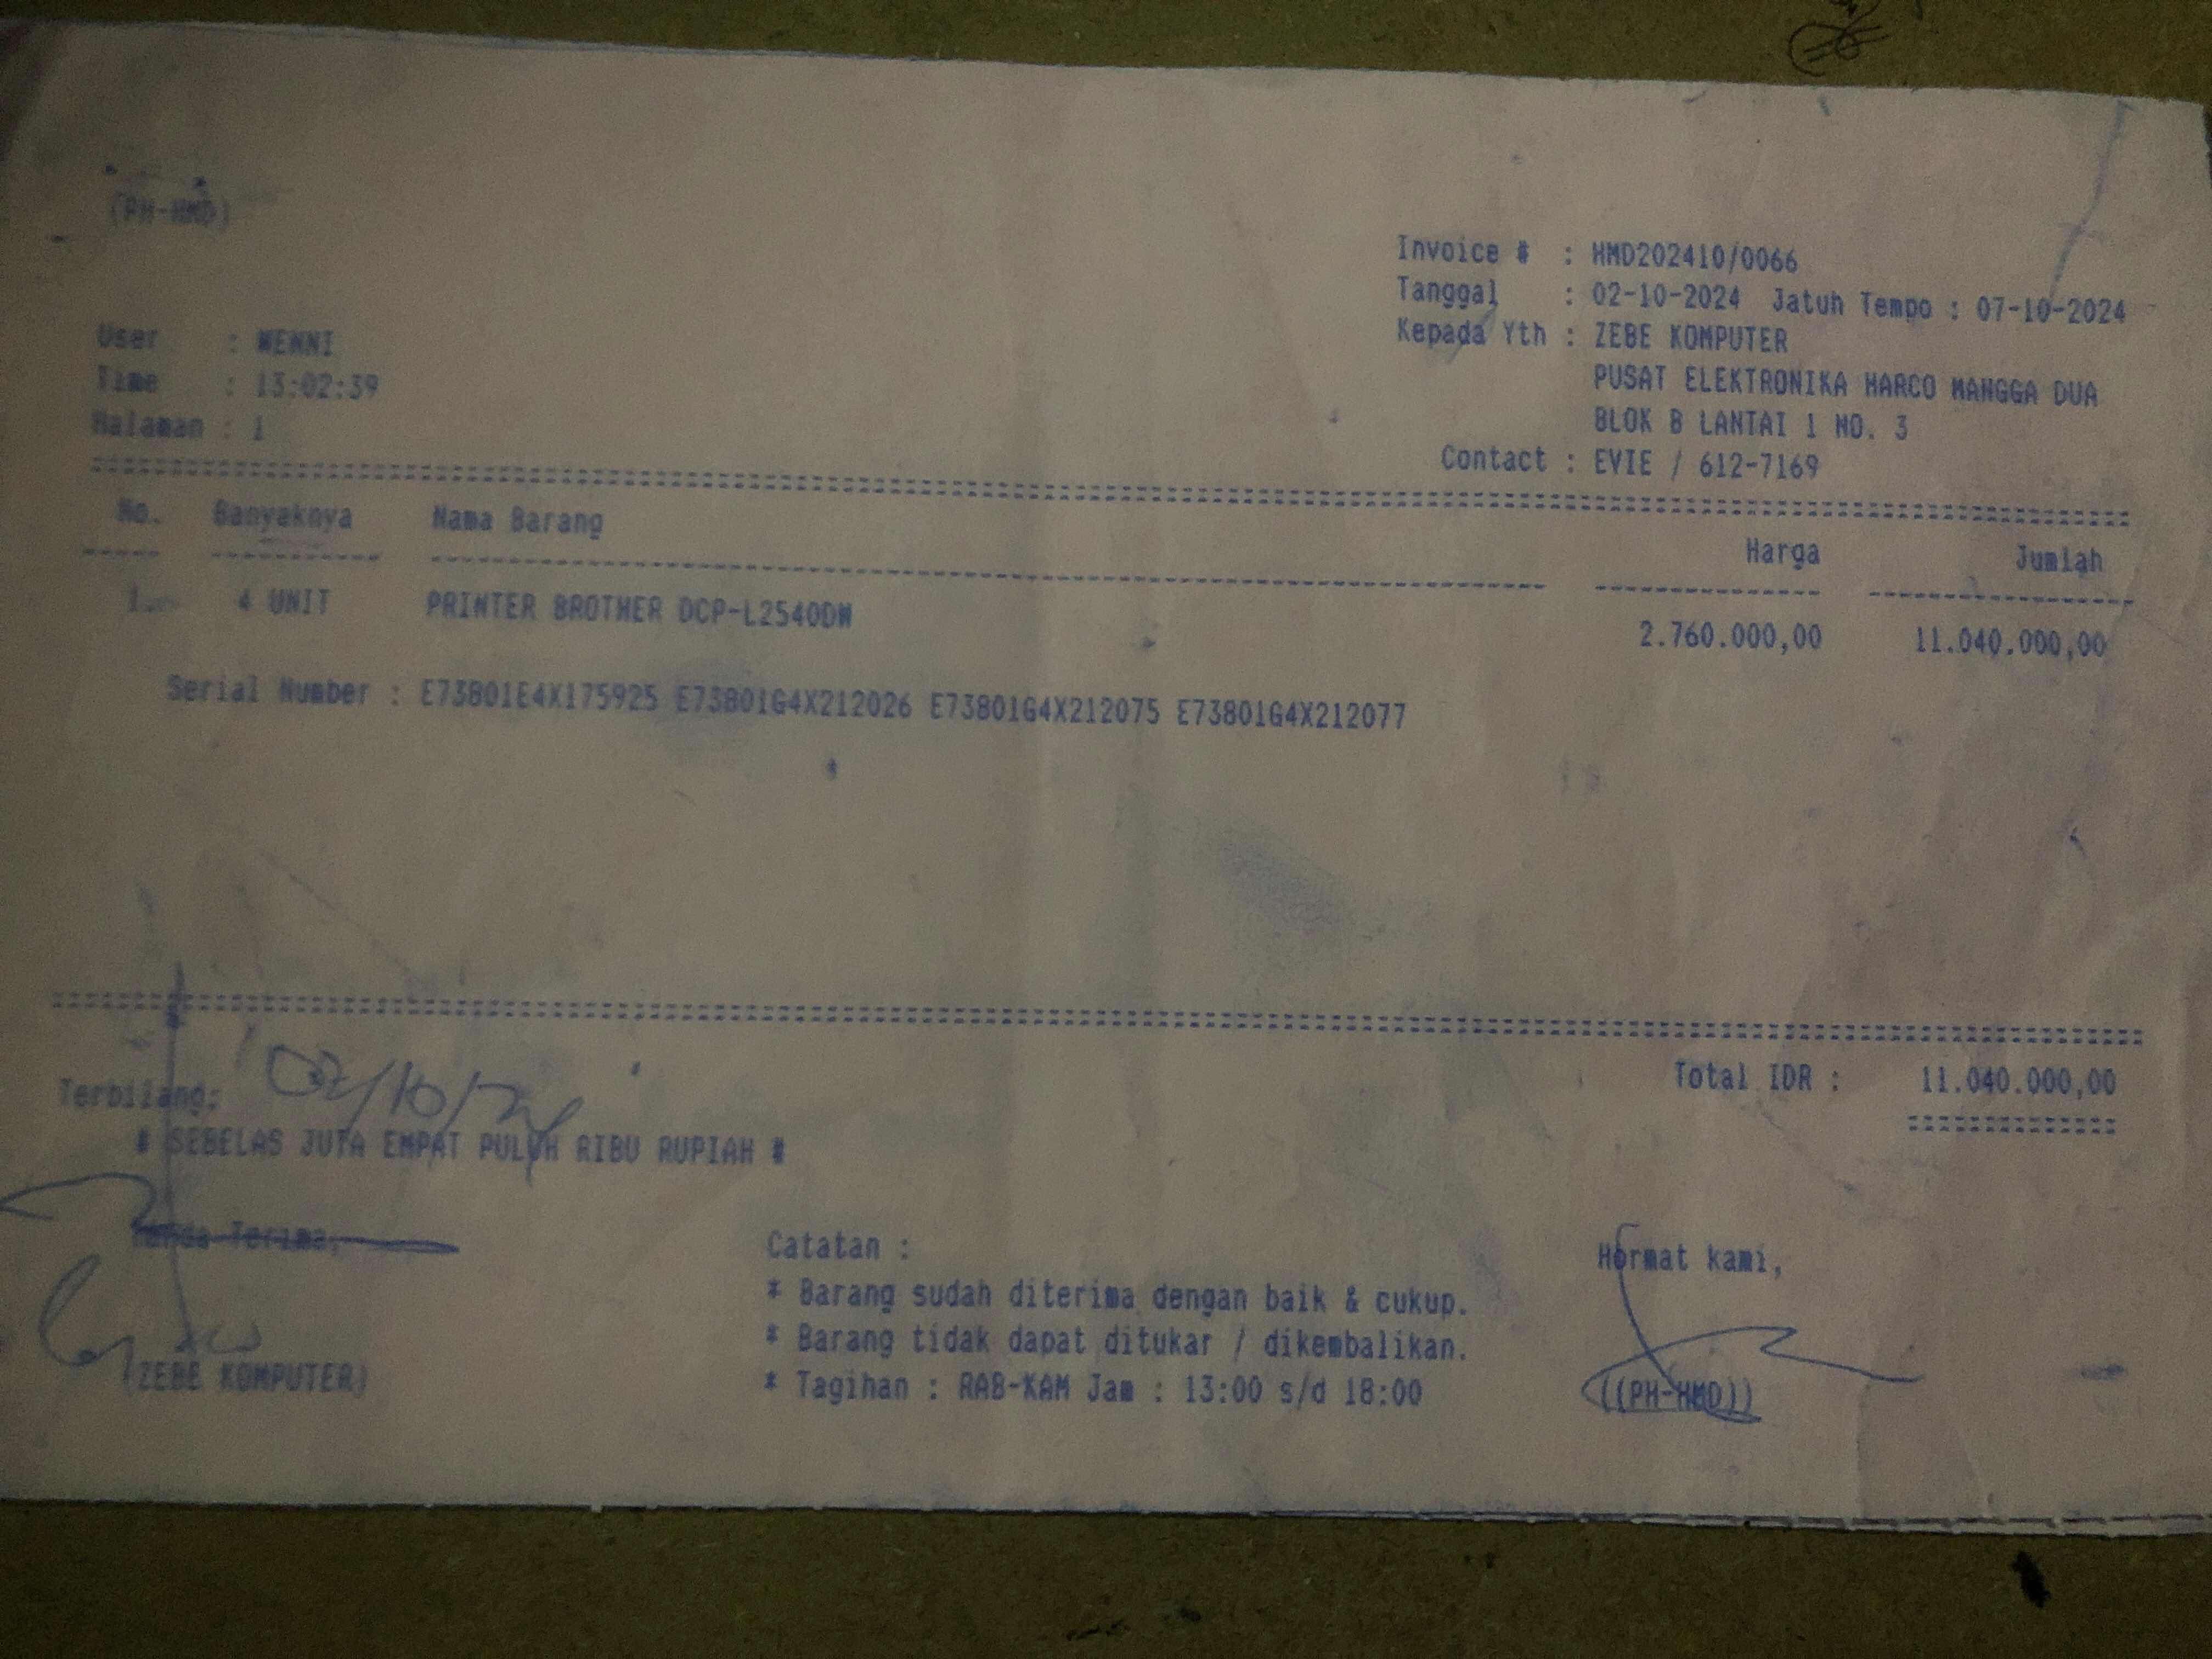 (PH-HMD)
Invoice # : HMD202410/0066
Tanggal : 02-10-2024 Jatuh Tempo : 07-10-2024
Kepada Yth : ZEBE KOMPUTER
PUSAT ELEKTRONIKA HARCO MANGGA DUA
BLOK B LANTAI 1 NO. 3
Contact : EVIE / 612-7169
User : WENNI
Time : 13:02:39
Halaman : 1
No. Banyaknya Nama Barang Harga Jumlah
1. 4 UNIT PRINTER BROTHER DCP-L2540DW 2.760.000,00 11.040.000,00
Serial Number : E73801E4X175925 E73801G4X212026 E73801G4X212075 E73801G4X212077
Total IDR : 11.040.000,00
Terbilang: 02/10/24
# SEBELAS JUTA EMPAT PULUH RIBU RUPIAH #
Tanda Terima,
(ZEBE KOMPUTER)
Catatan :
* Barang sudah diterima dengan baik & cukup.
* Barang tidak dapat ditukar / dikembalikan.
* Tagihan : RAB-KAM Jam : 13:00 s/d 18:00
Hormat kami,
((PH-HMD))